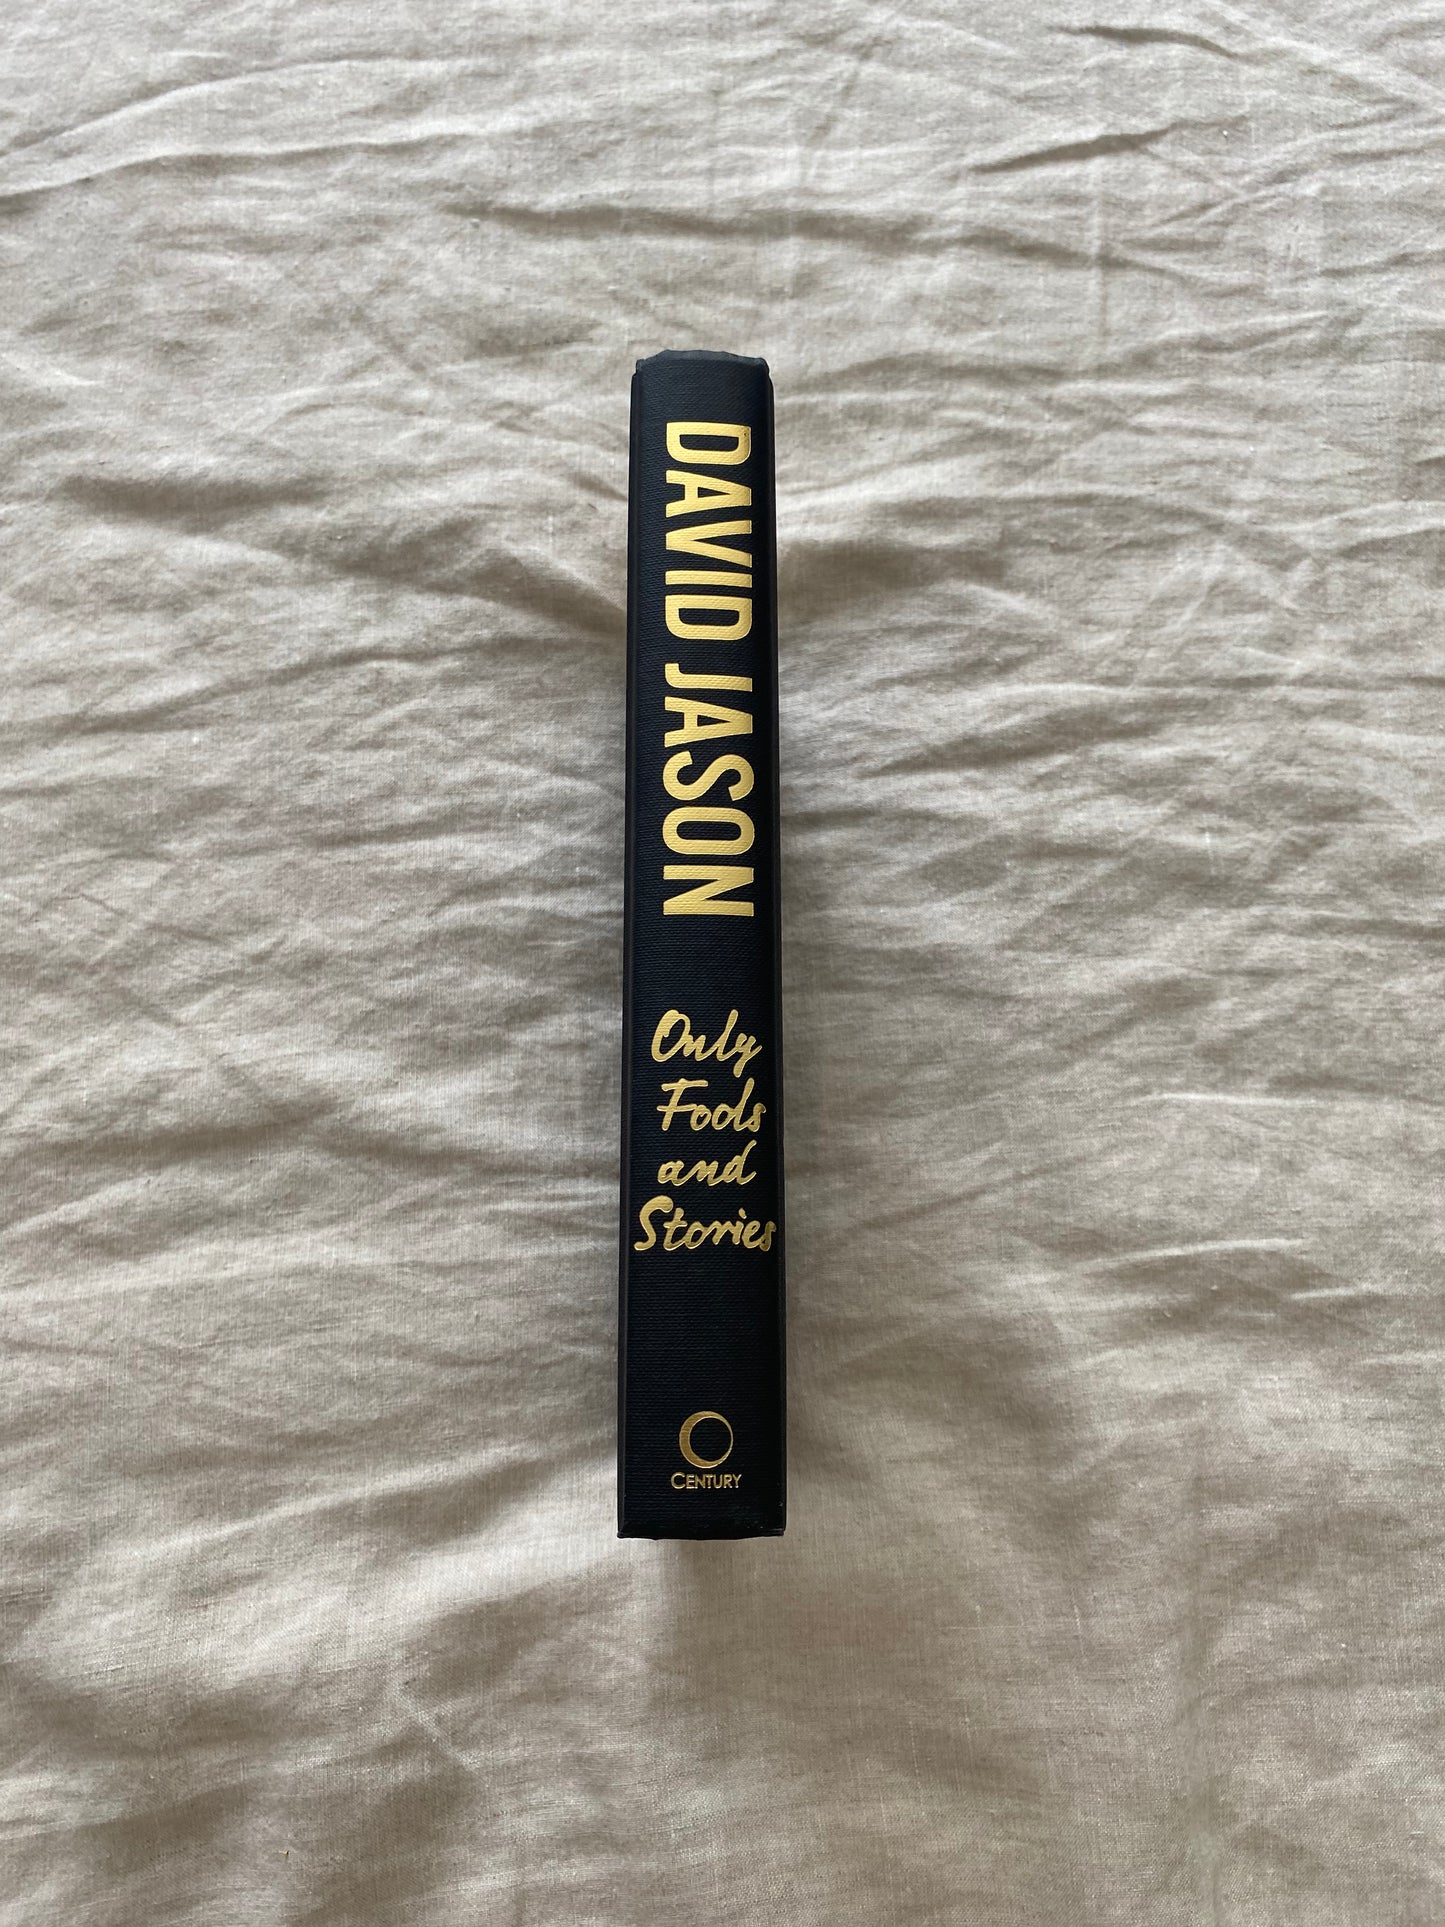 DAVID JASON
Only
Fools
and
Stories
CENTURY